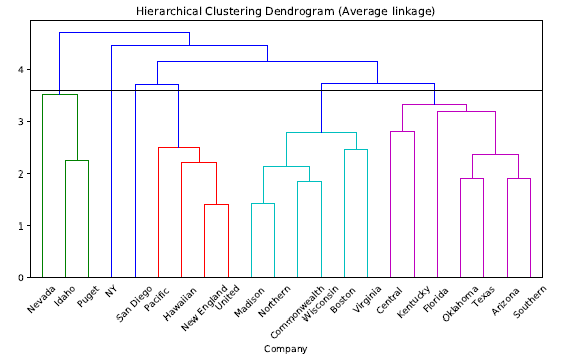 Hierarchical Clustering Dendrogram (Average linkage)
4
3
2
1
0
Nevada
Idaho
Puget
NY
San Diego
Pacific
Hawaiian
New England
United
Madison
Northern
Commonwealth
Wisconsin
Boston
Virginia
Central
Kentucky
Florida
Oklahoma
Texas
Arizona
Southern
Company